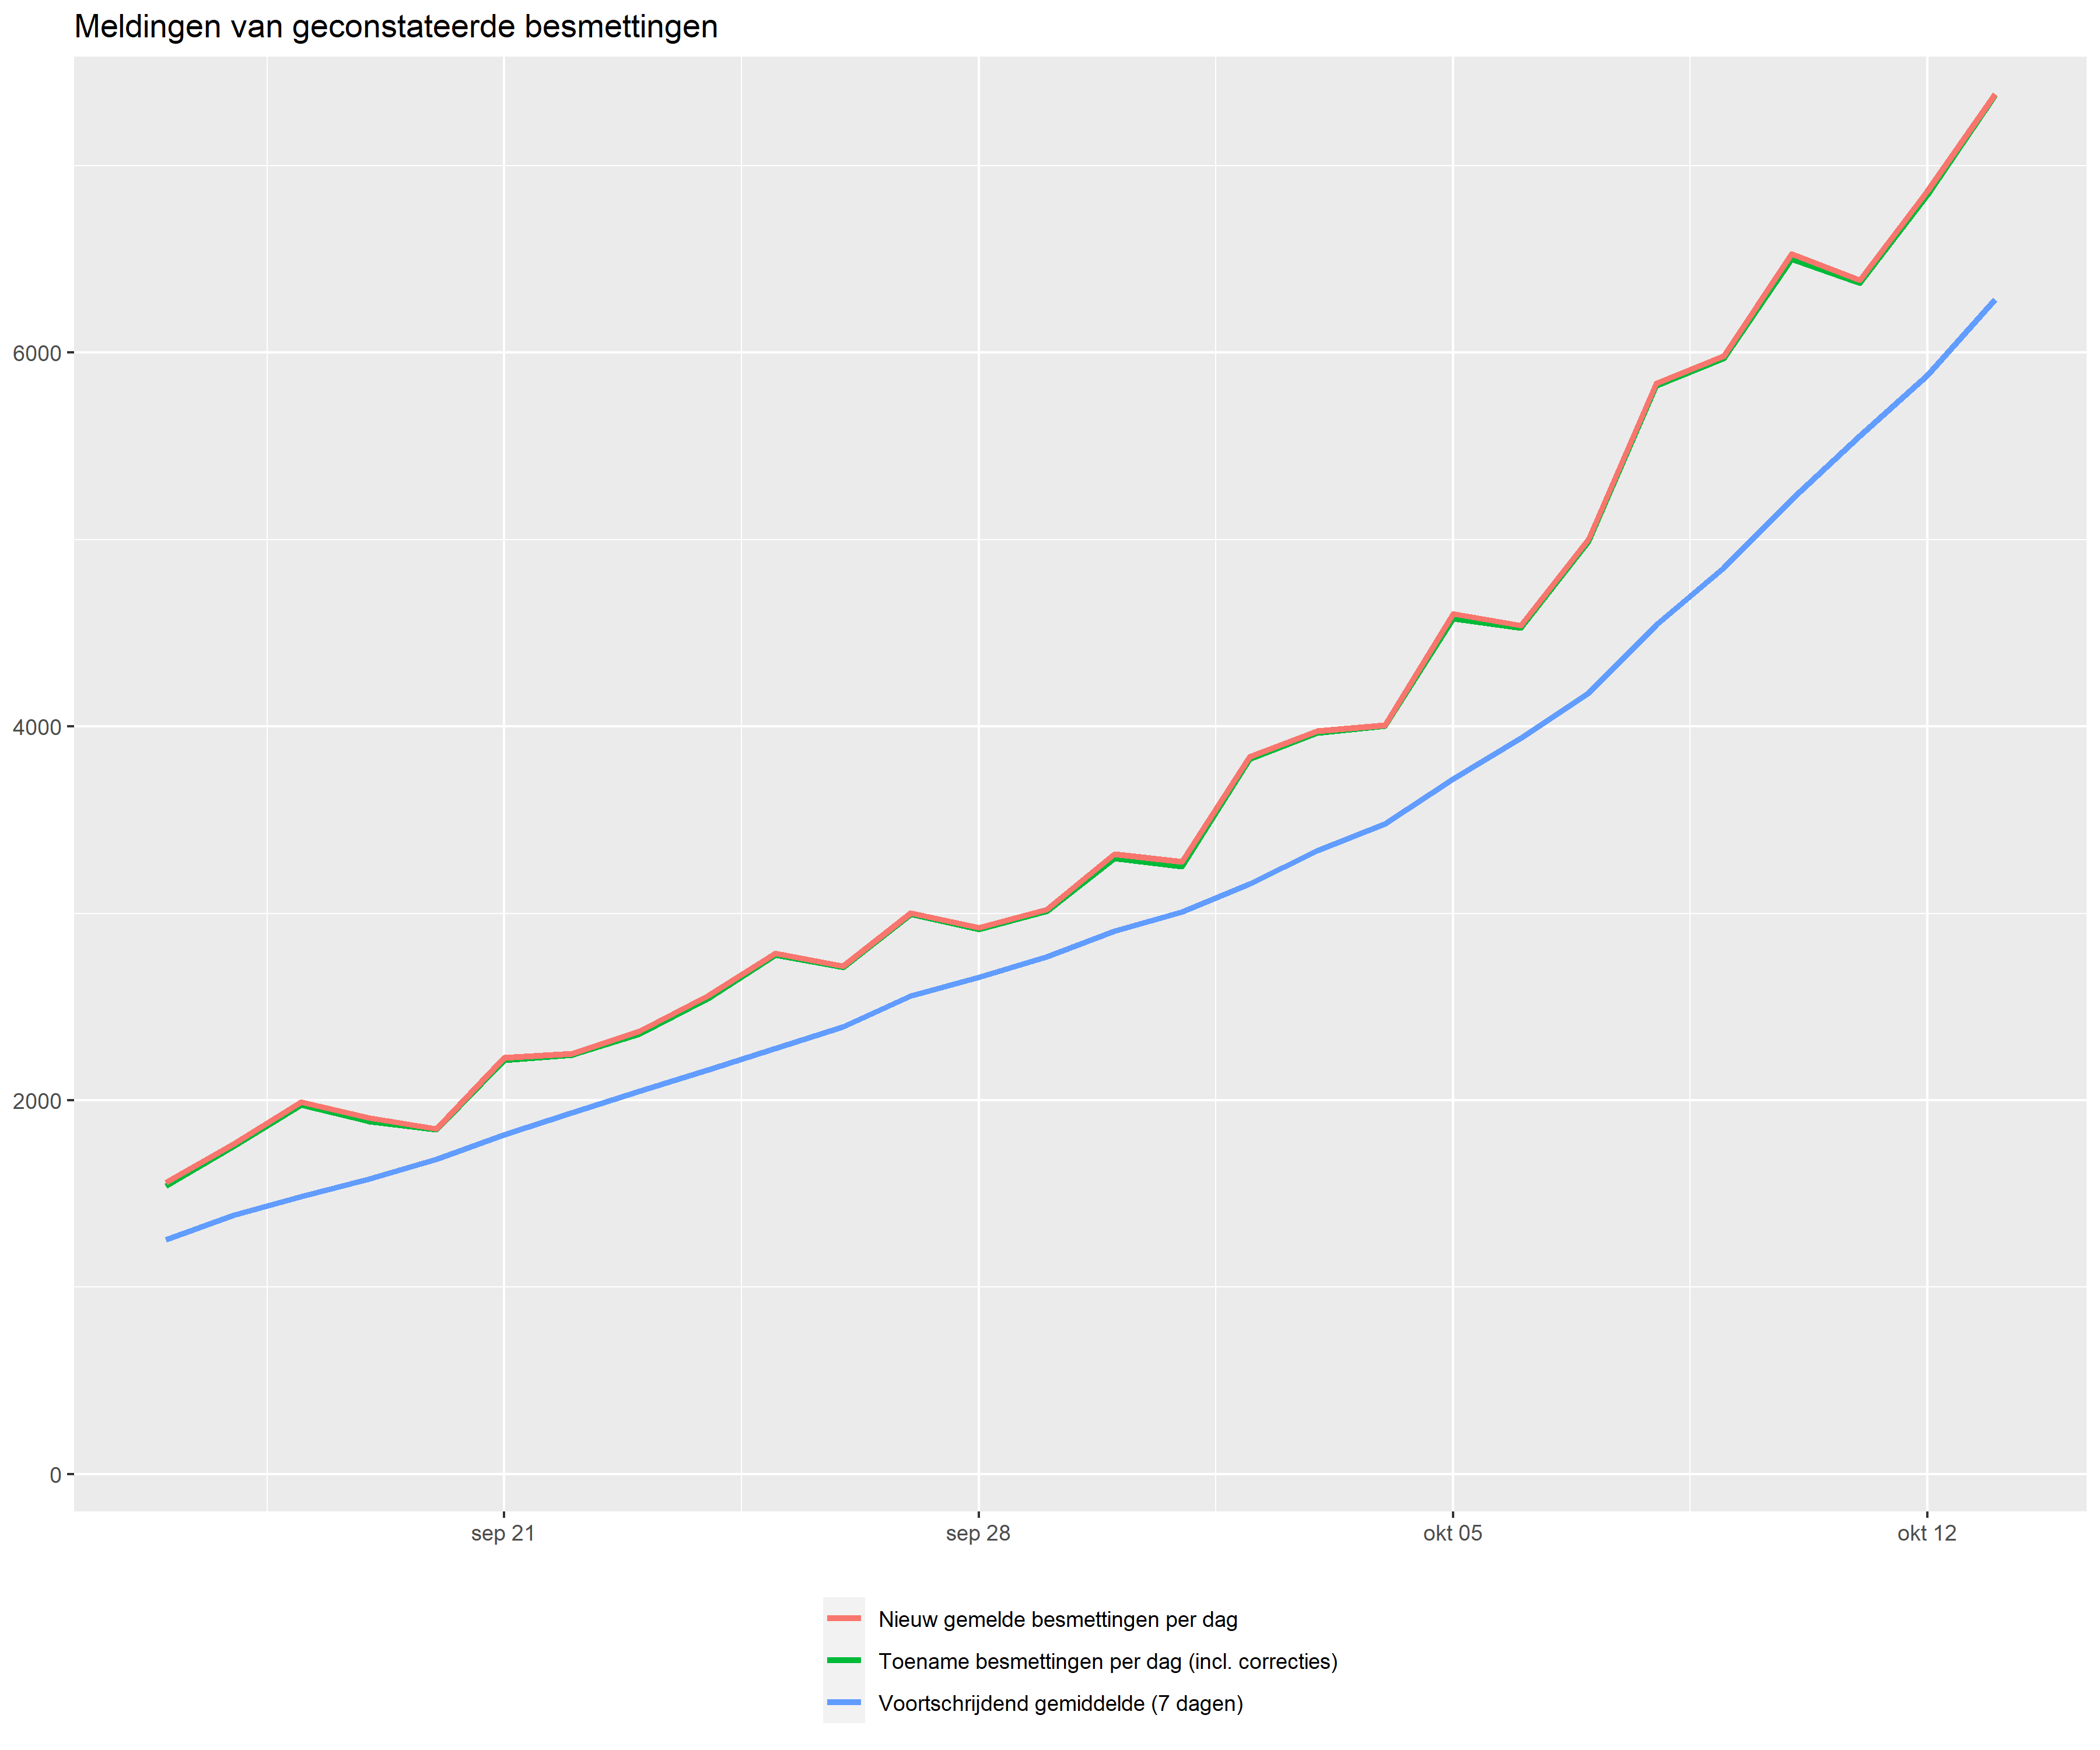 Meldingen van geconstateerde besmettingen
6000
4000
2000
0
sep 21 sep 28 okt 05 okt 12
Nieuw gemelde besmettingen per dag
Toename besmettingen per dag (incl. correcties)
Voortschrijdend gemiddelde (7 dagen)